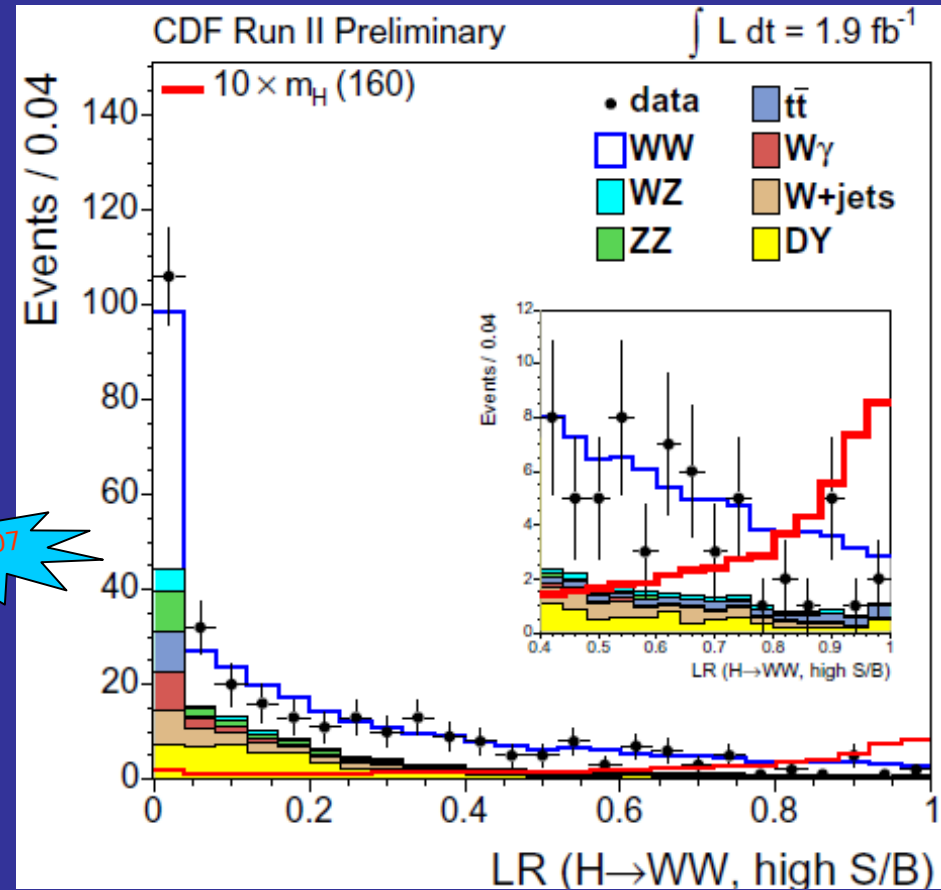 CDF Run II Preliminary
∫ L dt = 1.9 fb⁻¹
Events / 0.04
10 × m_H (160)
data
WW
WZ
ZZ
tt̄
Wγ
W+jets
DY
140
120
100
80
60
40
20
0
0 0.2 0.4 0.6 0.8 1
LR (H→WW, high S/B)
Events / 0.04
12
10
8
6
4
2
0
0.4 0.5 0.6 0.7 0.8 0.9 1
LR (H→WW, high S/B)
07